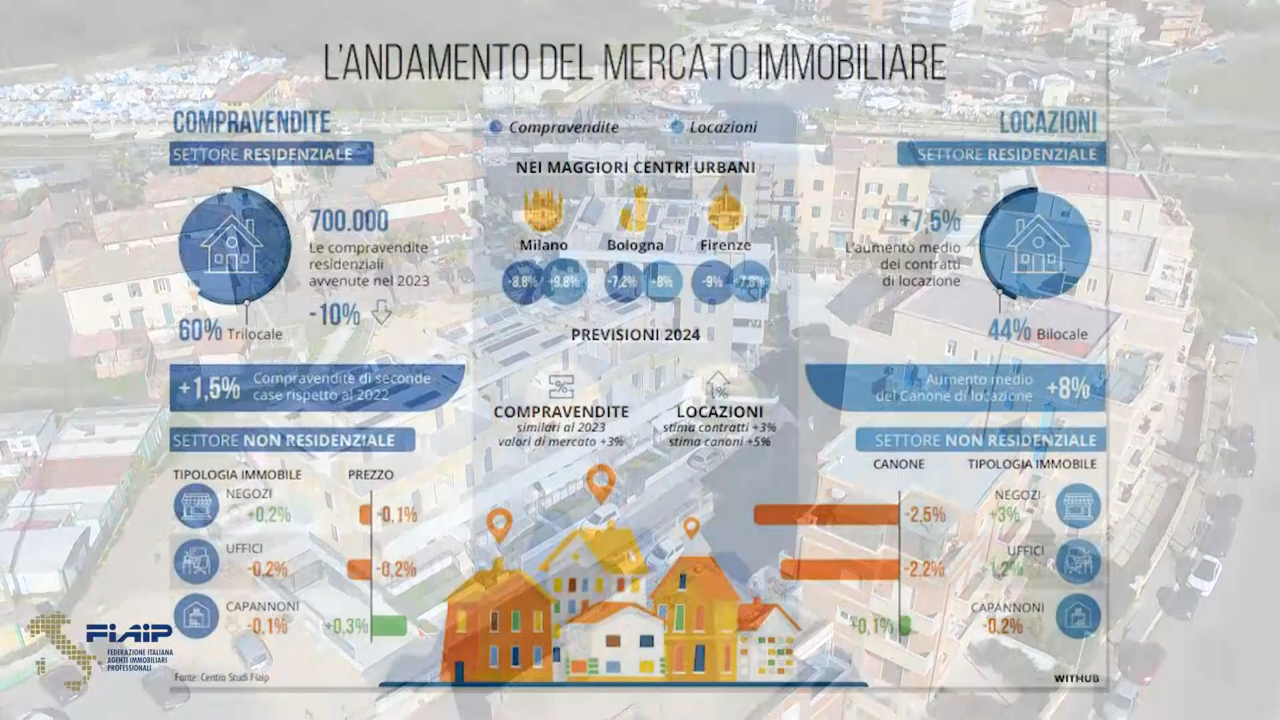 L'ANDAMENTO DEL MERCATO IMMOBILIARE
COMPRAVENDITE
SETTORE RESIDENZIALE
700.000
Le compravendite
residenziali
avvenute nel 2023
-10%
60% Trilocale
+1,5%
Compravendite di seconde
case rispetto al 2022
SETTORE NON RESIDENZIALE
TIPOLOGIA IMMOBILE PREZZO
NEGOZI
+0.2% -0.1%
UFFICI
-0.2% -0.2%
CAPANNONI
-0.1% +0.3%
Compravendite Locazioni
NEI MAGGIORI CENTRI URBANI
Milano Bologna Firenze
-8.8% +9.8% -7,2% +8% -9% +7,8%
PREVISIONI 2024
COMPRAVENDITE
similari al 2023
valori di mercato +3%
LOCAZIONI
stima contratti +3%
stima canoni +5%
LOCAZIONI
SETTORE RESIDENZIALE
+7,5%
L'aumento medio
dei contratti
di locazione
44% Bilocale
Aumento medio
del Canone di locazione
+8%
SETTORE NON RESIDENZIALE
CANONE TIPOLOGIA IMMOBILE
NEGOZI
-2.5% +3%
UFFICI
-2.2%
CAPANNONI
+0,1% -0.2%
FIAIP
FEDERAZIONE ITALIANA
AGENTI IMMOBILIARI
PROFESSIONALI
Fonte: Centro Studi Fiaip
WITHUB